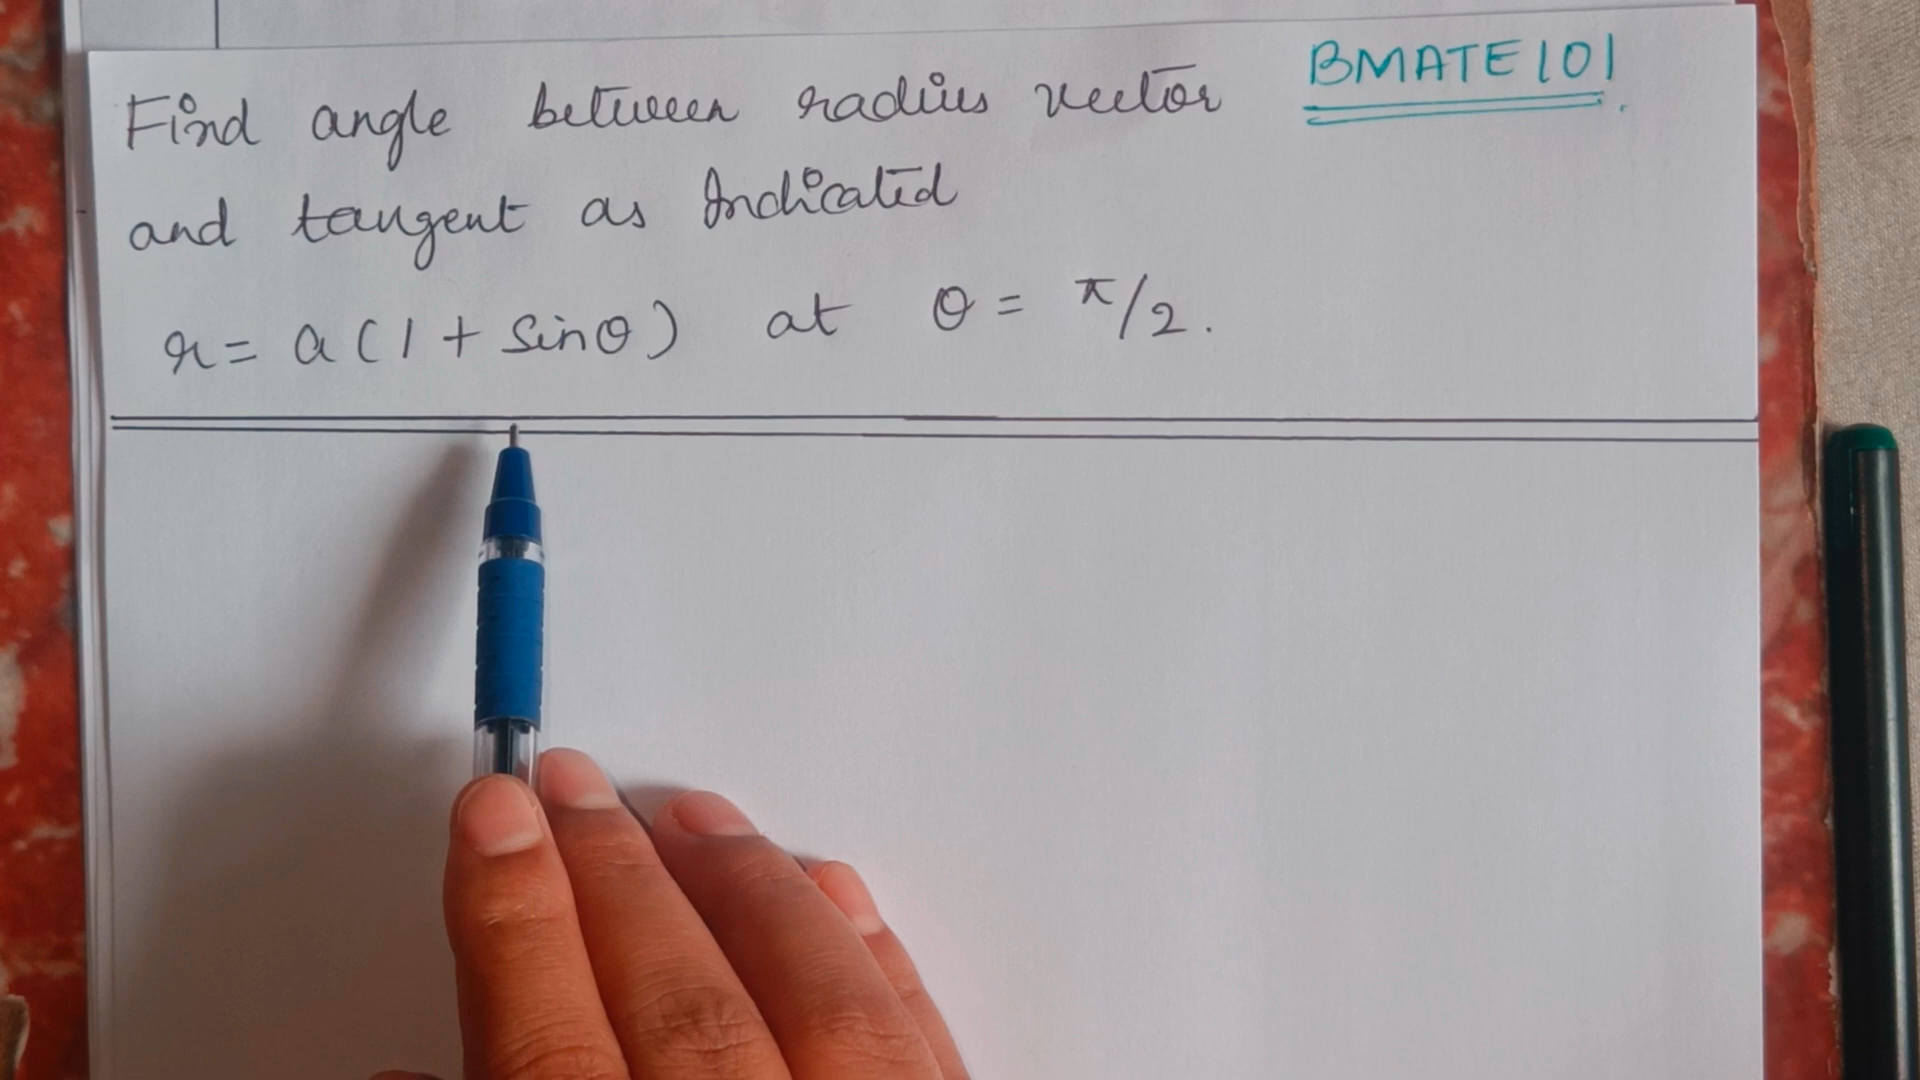 Find angle between radius vector BMATE101
and tangent as Indicated
r = a(1 + sinθ) at θ = π/2.